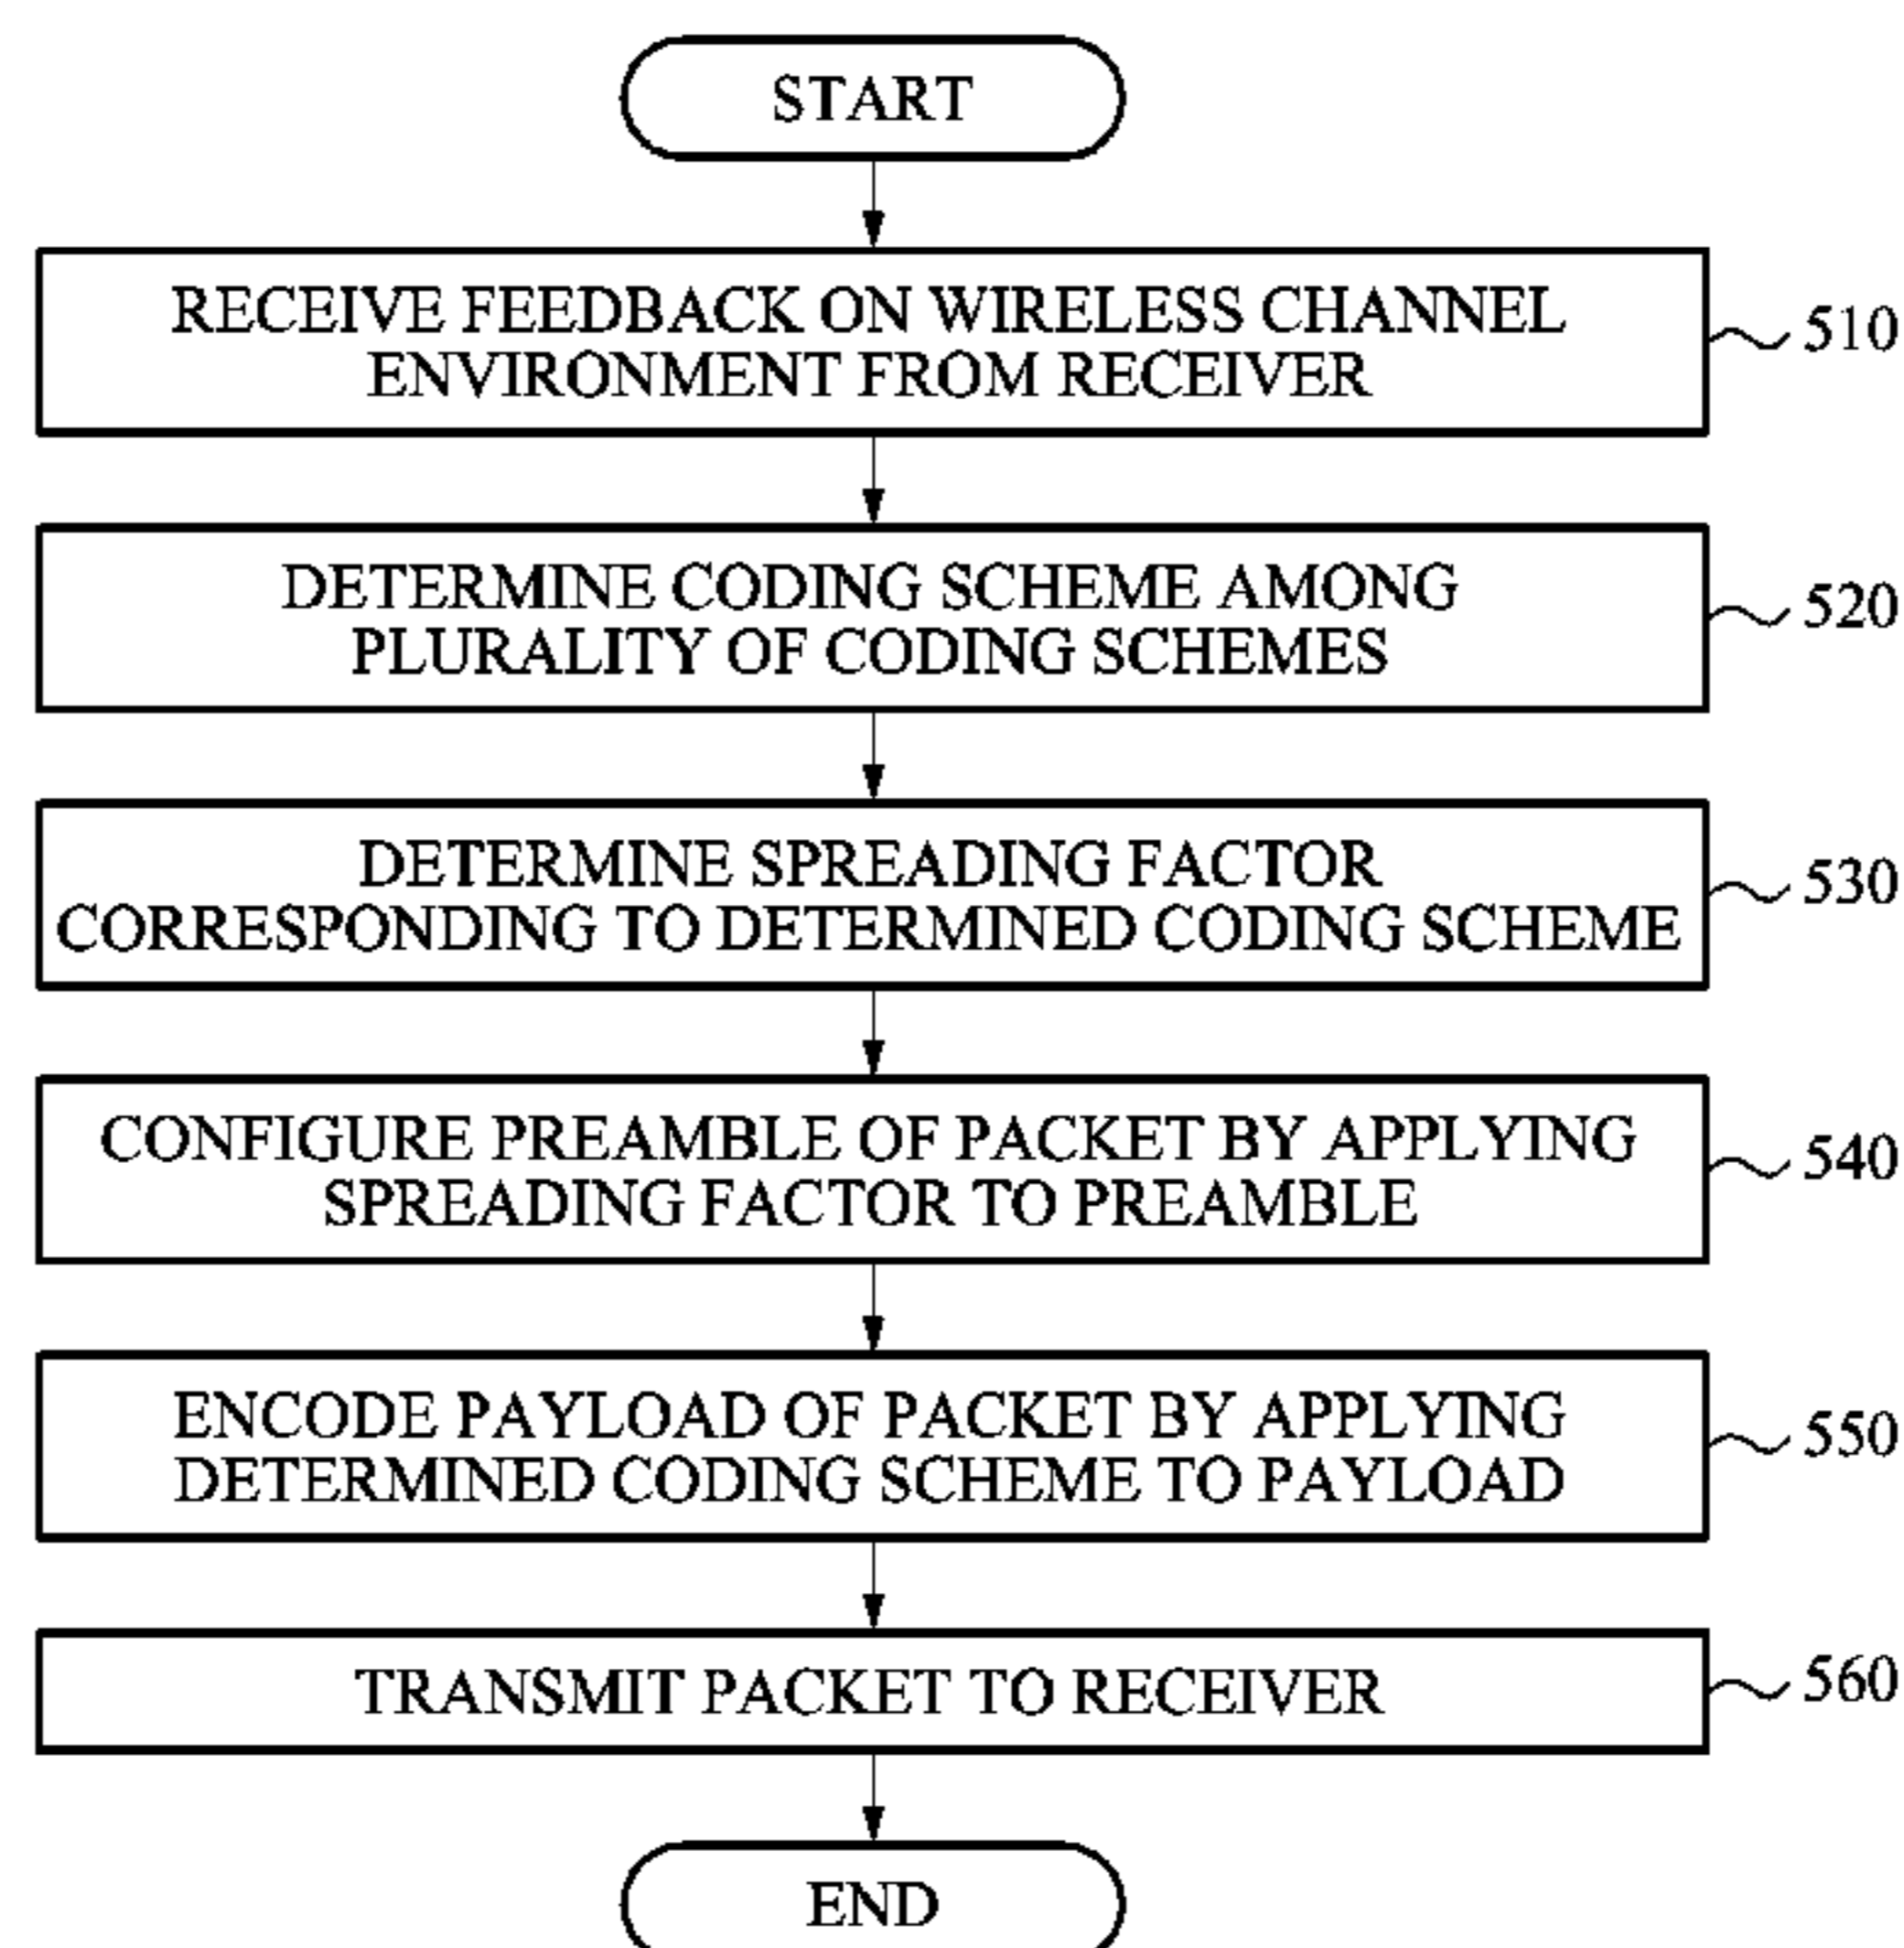 START
RECEIVE FEEDBACK ON WIRELESS CHANNEL
ENVIRONMENT FROM RECEIVER
510
DETERMINE CODING SCHEME AMONG
PLURALITY OF CODING SCHEMES
520
DETERMINE SPREADING FACTOR
CORRESPONDING TO DETERMINED CODING SCHEME
530
CONFIGURE PREAMBLE OF PACKET BY APPLYING
SPREADING FACTOR TO PREAMBLE
540
ENCODE PAYLOAD OF PACKET BY APPLYING
DETERMINED CODING SCHEME TO PAYLOAD
550
TRANSMIT PACKET TO RECEIVER
560
END